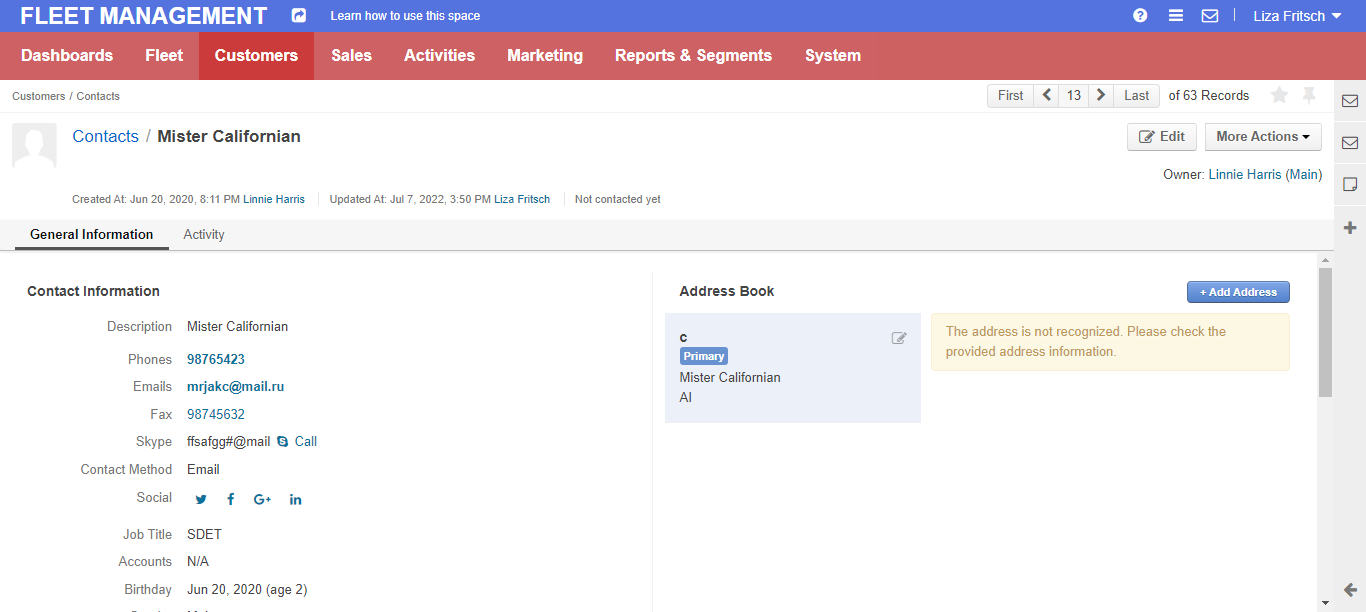 FLEET MANAGEMENT Learn how to use this space Liza Fritsch
Dashboards Fleet Customers Sales Activities Marketing Reports & Segments System
Customers / Contacts First 13 Last of 63 Records
Contacts / Mister Californian Edit More Actions
Owner: Linnie Harris (Main)
Created At: Jun 20, 2020, 8:11 PM Linnie Harris Updated At: Jul 7, 2022, 3:50 PM Liza Fritsch Not contacted yet
General Information Activity
Contact Information
Description Mister Californian
Phones 98765423
Emails mrjakc@mail.ru
Fax 98745632
Skype ffsafgg#@mail Call
Contact Method Email
Social
Job Title SDET
Accounts N/A
Birthday Jun 20, 2020 (age 2)
Address Book + Add Address
c
Primary
Mister Californian
Al
The address is not recognized. Please check the
provided address information.